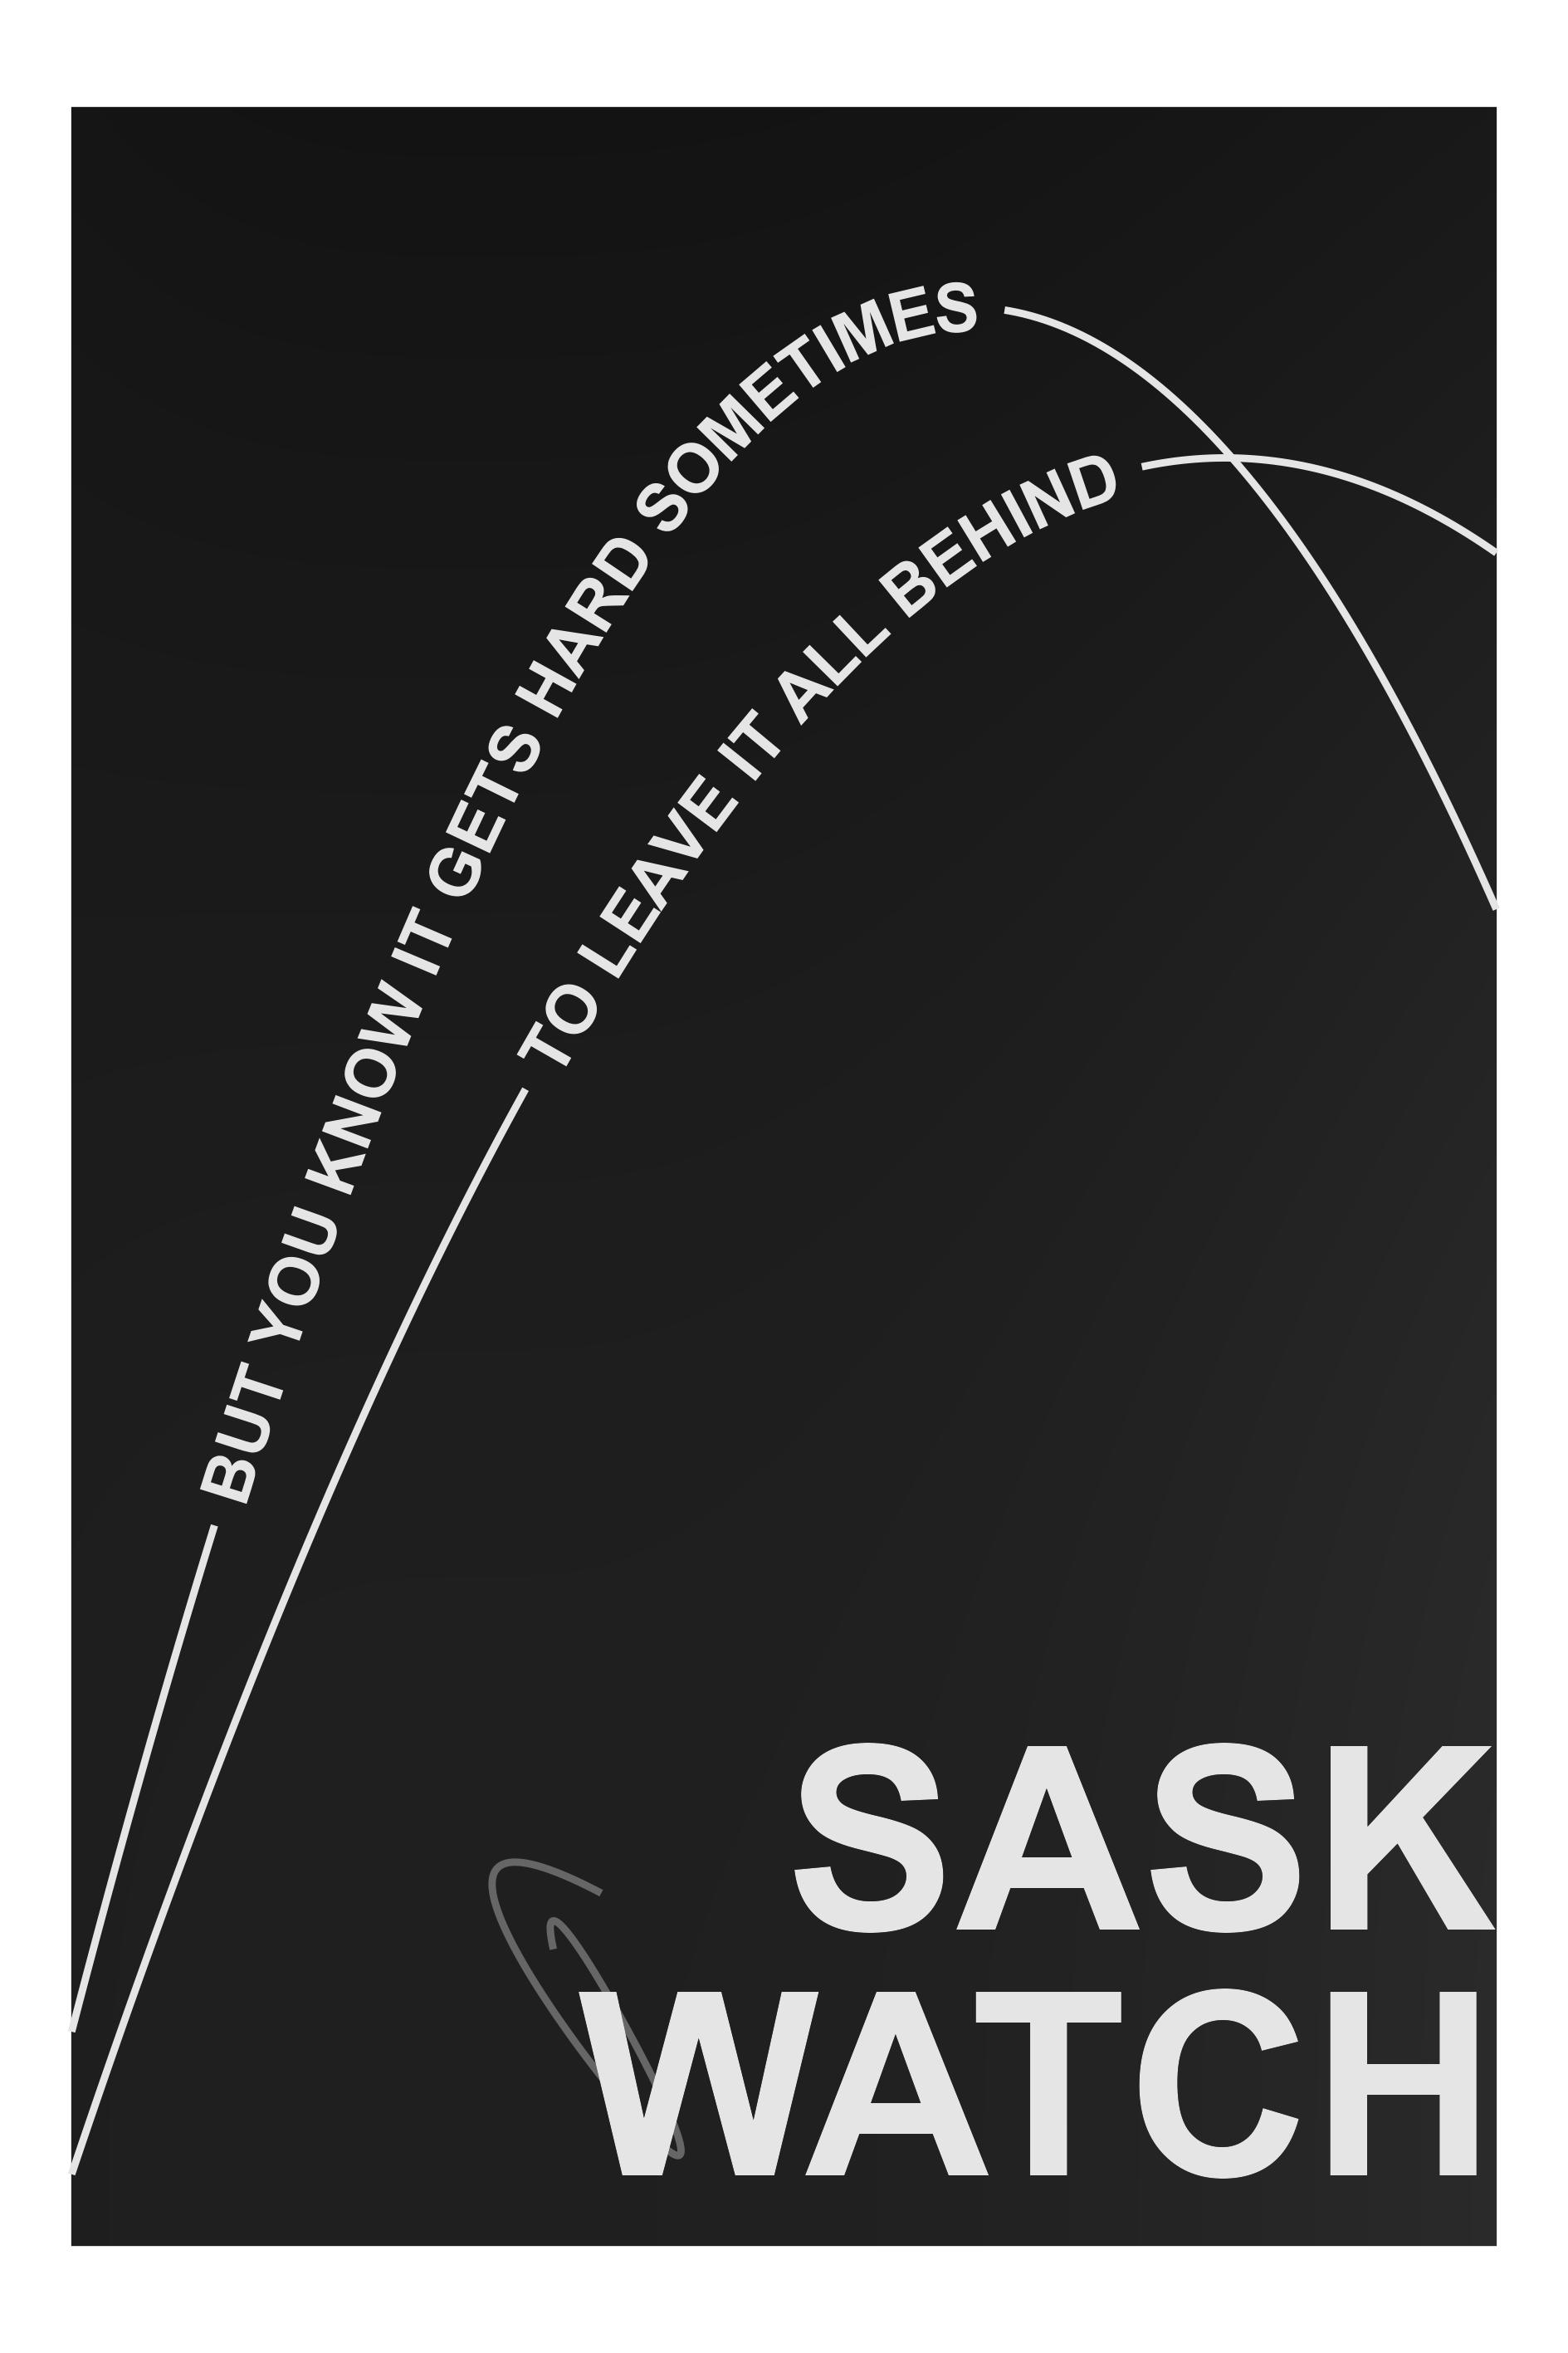 BUT YOU KNOW IT GETS HARD SOMETIMES
TO LEAVE IT ALL BEHIND
SASK
WATCH